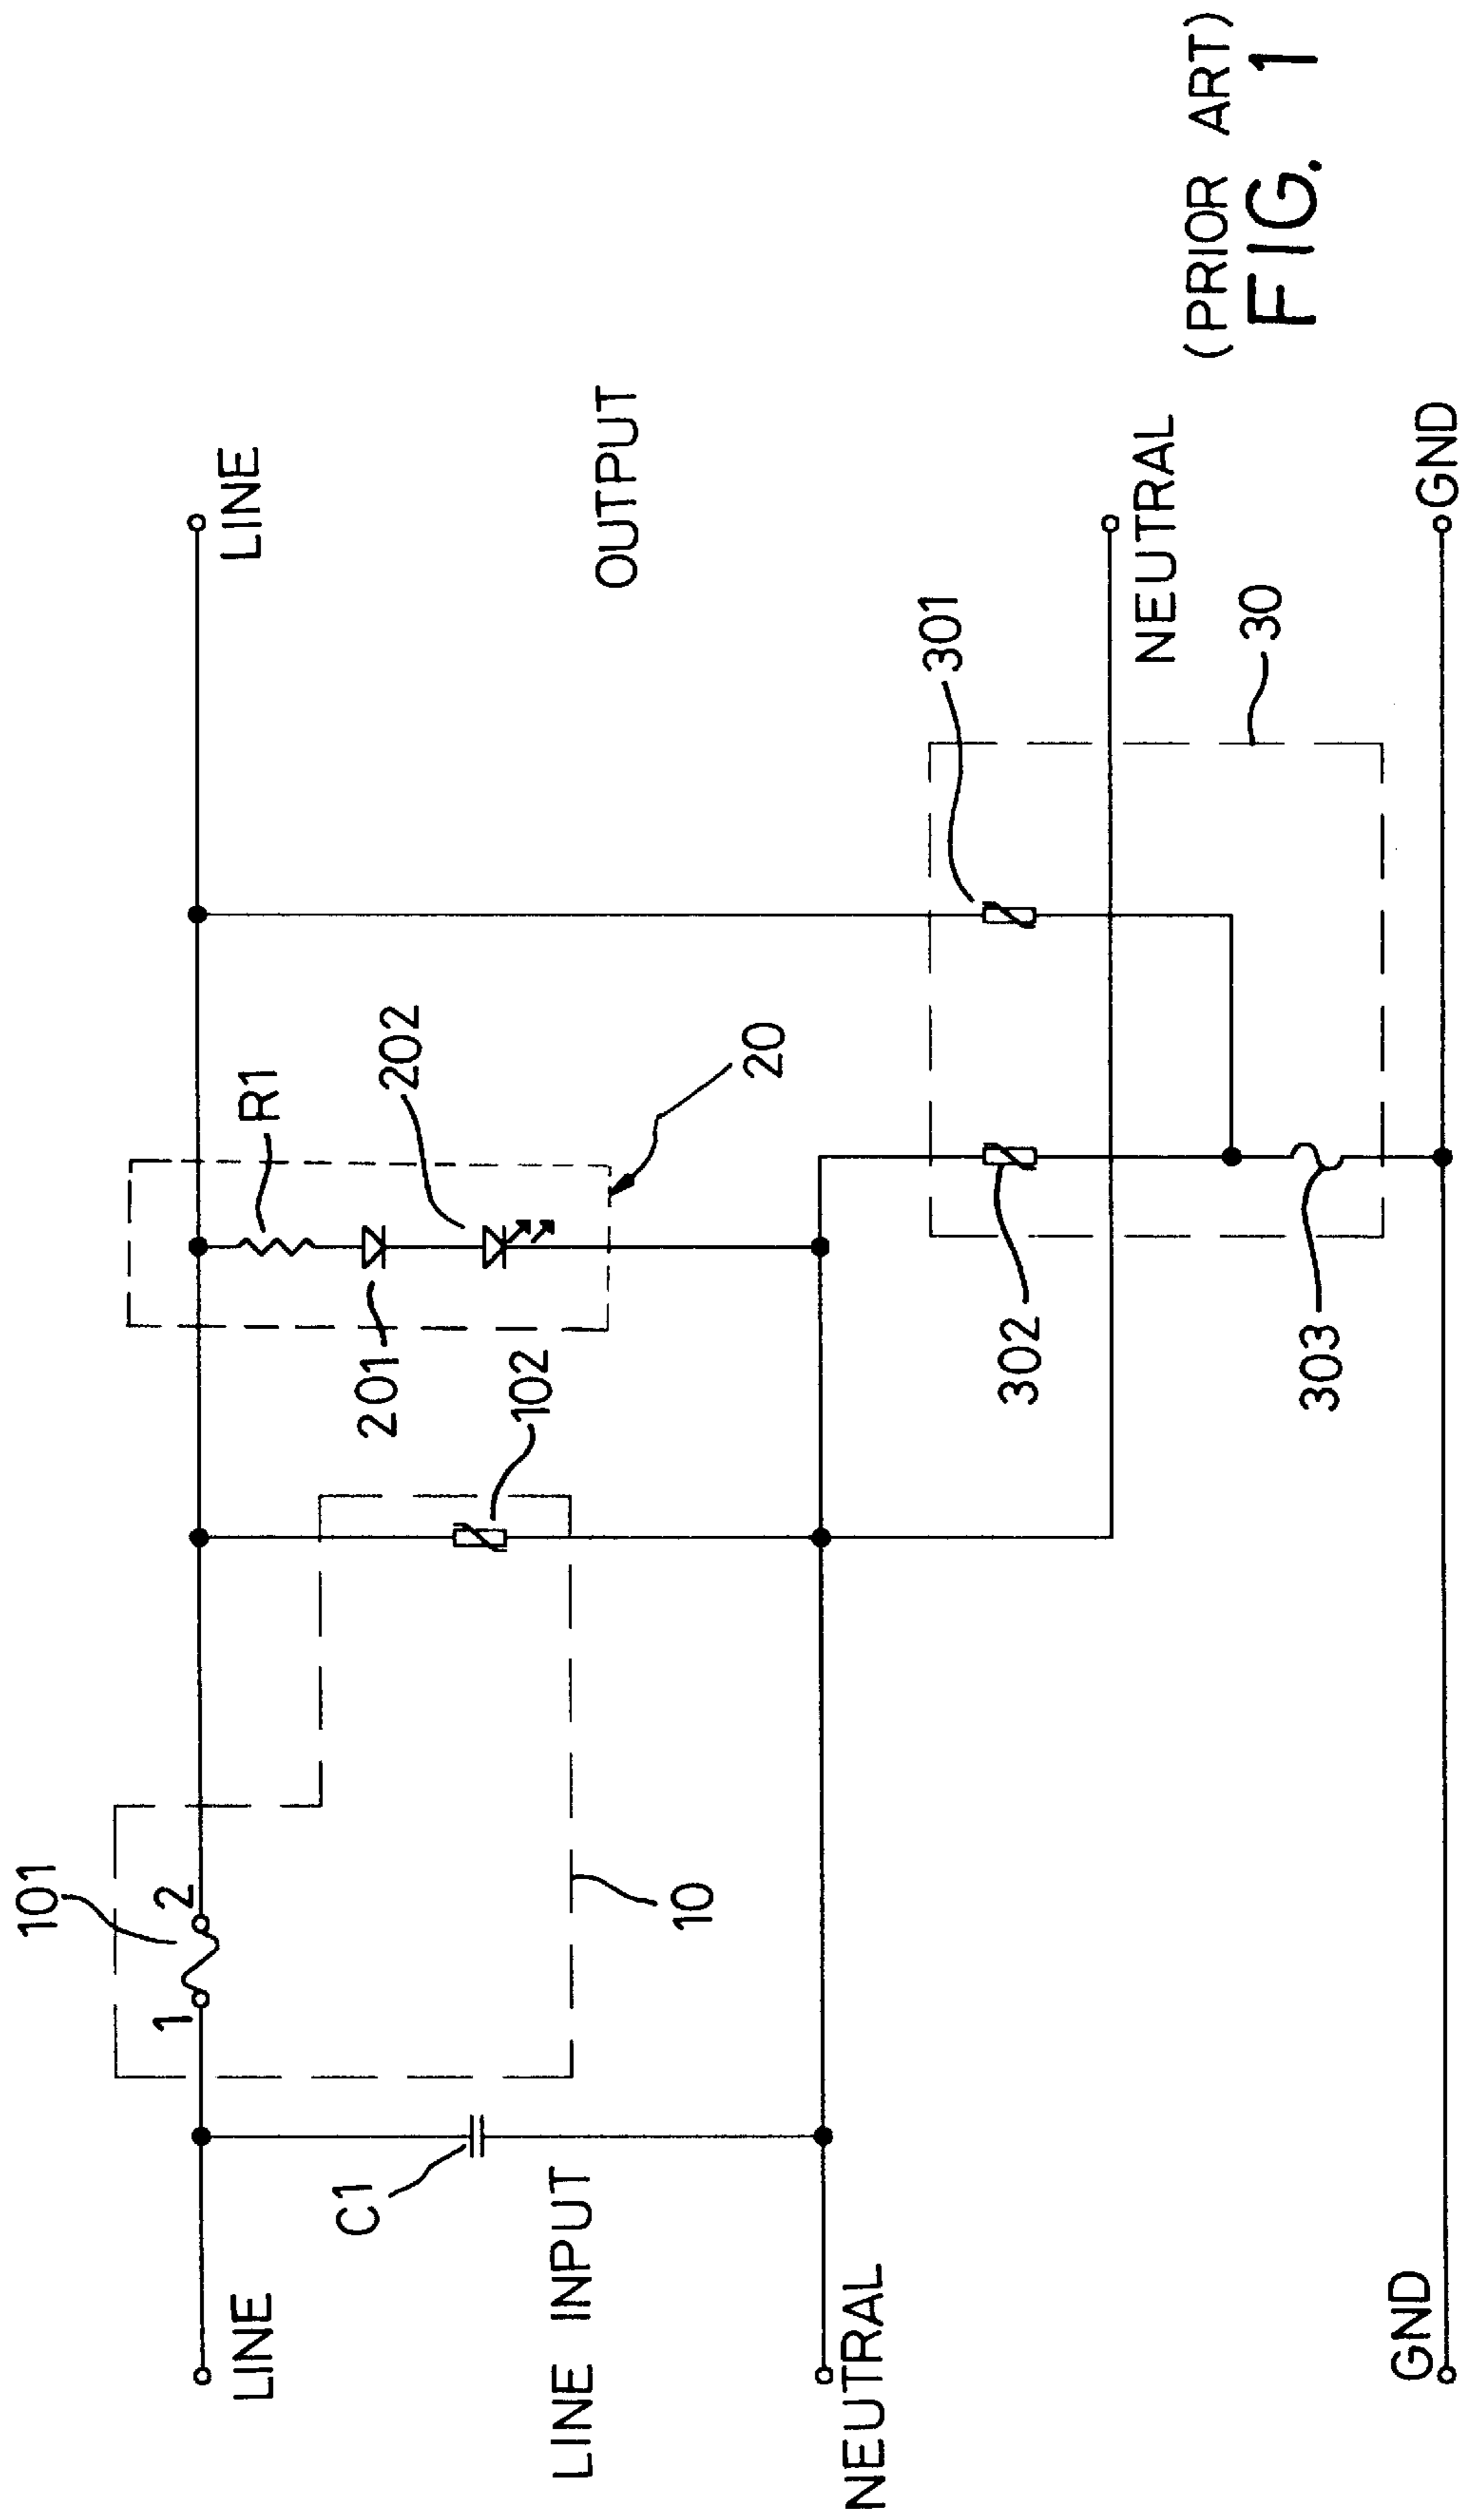 101
1
2
LINE
C1
LINE INPUT
NEUTRAL
GND
10
102
201
R1
202
20
302
303
301
30
LINE
OUTPUT
NEUTRAL
GND
(PRIOR ART)
FIG. 1